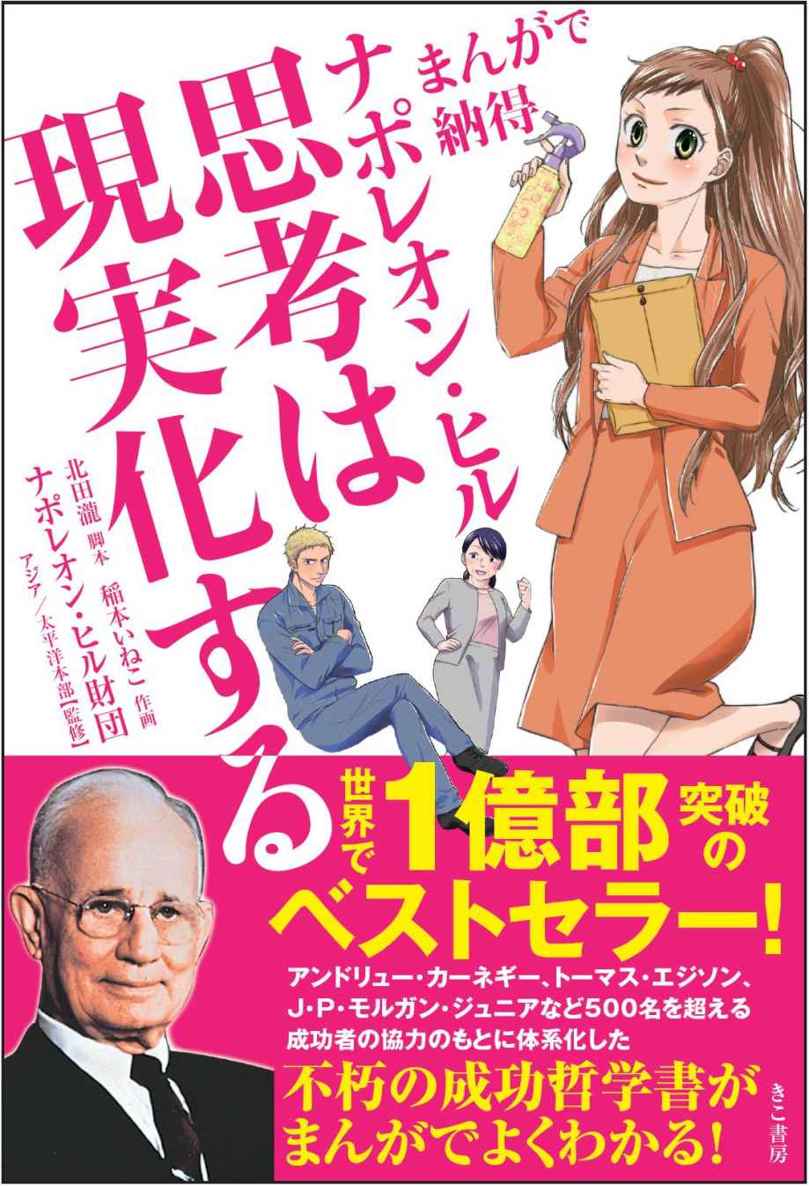 まんがで
納得
ナポレオン・ヒル
思考は
現実化する
北田瀧 脚本 稲本いねこ 作画
ナポレオン・ヒル財団
アジア／太平洋本部【監修】
世界で
1億部
突破の
ベストセラー！
アンドリュー・カーネギー、トーマス・エジソン、
J・P・モルガン・ジュニアなど500名を超える
成功者の協力のもとに体系化した
不朽の成功哲学書が
まんがでよくわかる！
きこ書房